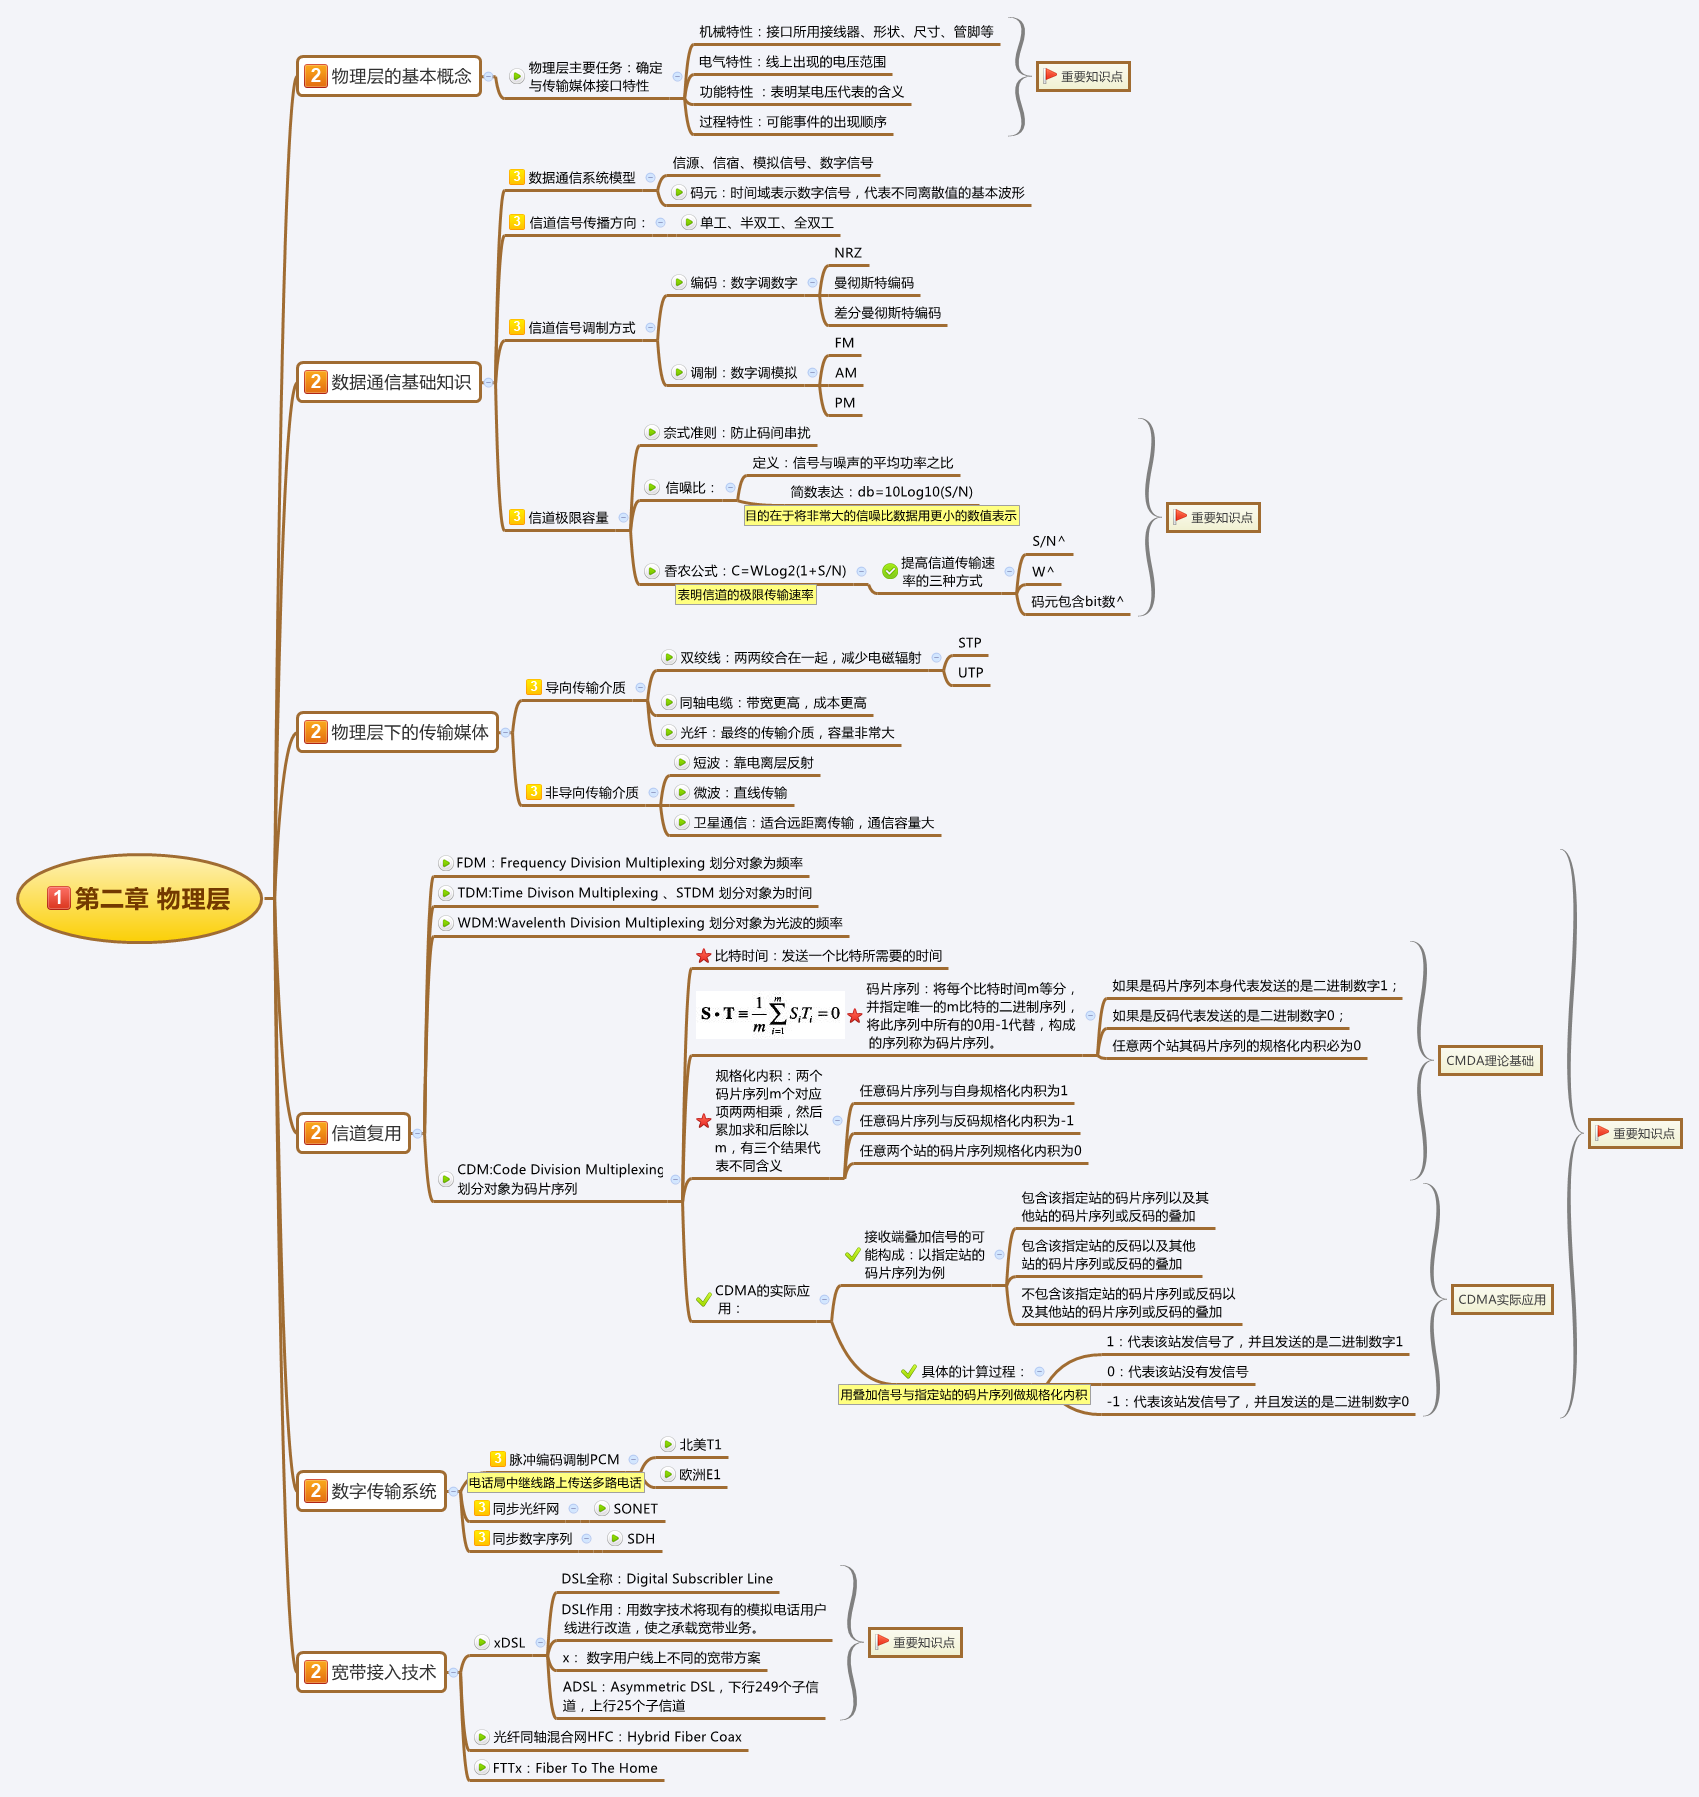 1 第二章 物理层
2 物理层的基本概念
物理层主要任务：确定
与传输媒体接口特性
机械特性：接口所用接线器、形状、尺寸、管脚等
电气特性：线上出现的电压范围
功能特性 ：表明某电压代表的含义
过程特性：可能事件的出现顺序
重要知识点
2 数据通信基础知识
3 数据通信系统模型
信源、信宿、模拟信号、数字信号
码元：时间域表示数字信号，代表不同离散值的基本波形
3 信道信号传播方向：
单工、半双工、全双工
3 信道信号调制方式
编码：数字调数字
NRZ
曼彻斯特编码
差分曼彻斯特编码
调制：数字调模拟
FM
AM
PM
3 信道极限容量
奈式准则：防止码间串扰
信噪比：
定义：信号与噪声的平均功率之比
简数表达：db=10Log10(S/N)
目的在于将非常大的信噪比数据用更小的数值表示
香农公式：C=WLog2(1+S/N)
表明信道的极限传输速率
提高信道传输速
率的三种方式
S/N^
W^
码元包含bit数^
重要知识点
2 物理层下的传输媒体
3 导向传输介质
双绞线：两两绞合在一起，减少电磁辐射
STP
UTP
同轴电缆：带宽更高，成本更高
光纤：最终的传输介质，容量非常大
3 非导向传输介质
短波：靠电离层反射
微波：直线传输
卫星通信：适合远距离传输，通信容量大
2 信道复用
FDM：Frequency Division Multiplexing 划分对象为频率
TDM:Time Divison Multiplexing 、STDM 划分对象为时间
WDM:Wavelenth Division Multiplexing 划分对象为光波的频率
CDM:Code Division Multiplexing
划分对象为码片序列
比特时间：发送一个比特所需要的时间
S • T ≡ 1/m ∑ i=1 m SiTi = 0
码片序列：将每个比特时间m等分，
并指定唯一的m比特的二进制序列，
将此序列中所有的0用-1代替，构成
的序列称为码片序列。
如果是码片序列本身代表发送的是二进制数字1；
如果是反码代表发送的是二进制数字0；
任意两个站其码片序列的规格化内积必为0
规格化内积：两个
码片序列m个对应
项两两相乘，然后
累加求和后除以
m，有三个结果代
表不同含义
任意码片序列与自身规格化内积为1
任意码片序列与反码规格化内积为-1
任意两个站的码片序列规格化内积为0
CMDA理论基础
CDMA的实际应
用：
接收端叠加信号的可
能构成：以指定站的
码片序列为例
包含该指定站的码片序列以及其
他站的码片序列或反码的叠加
包含该指定站的反码以及其他
站的码片序列或反码的叠加
不包含该指定站的码片序列或反码以
及其他站的码片序列或反码的叠加
具体的计算过程：
用叠加信号与指定站的码片序列做规格化内积
1：代表该站发信号了，并且发送的是二进制数字1
0：代表该站没有发信号
-1：代表该站发信号了，并且发送的是二进制数字0
CDMA实际应用
重要知识点
2 数字传输系统
3 脉冲编码调制PCM
电话局中继线路上传送多路电话
北美T1
欧洲E1
3 同步光纤网
SONET
3 同步数字序列
SDH
2 宽带接入技术
xDSL
DSL全称：Digital Subscribler Line
DSL作用：用数字技术将现有的模拟电话用户
线进行改造，使之承载宽带业务。
x： 数字用户线上不同的宽带方案
ADSL：Asymmetric DSL，下行249个子信
道，上行25个子信道
重要知识点
光纤同轴混合网HFC：Hybrid Fiber Coax
FTTx：Fiber To The Home